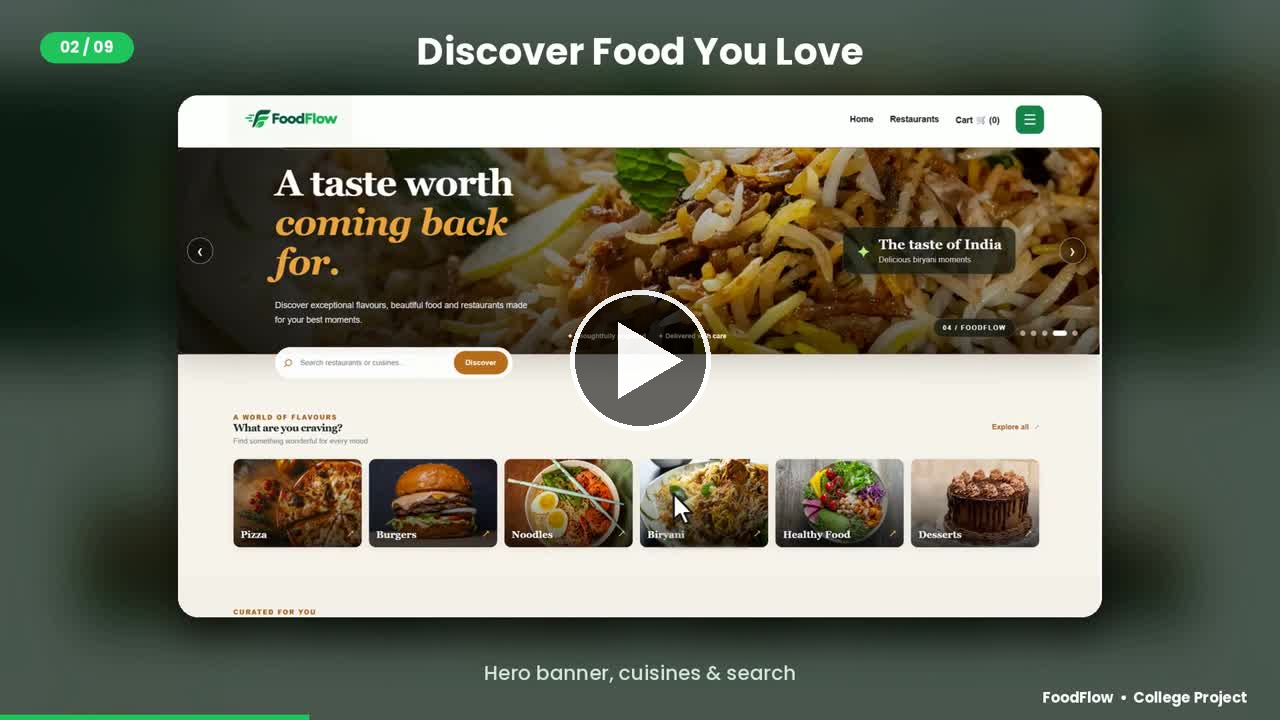 02 / 09
Discover Food You Love
FoodFlow
Home
Restaurants
Cart 🛒 (0)
A taste worth
coming back
for.
The taste of India
Delicious biryani moments
Discover exceptional flavours, beautiful food and restaurants made
for your best moments.
Delivered with care
04 / FOODFLOW
Search restaurants or cuisines...
Discover
A WORLD OF FLAVOURS
What are you craving?
Find something wonderful for every mood
Explore all
Pizza
Burgers
Noodles
Biryani
Healthy Food
Desserts
CURATED FOR YOU
Hero banner, cuisines & search
FoodFlow • College Project